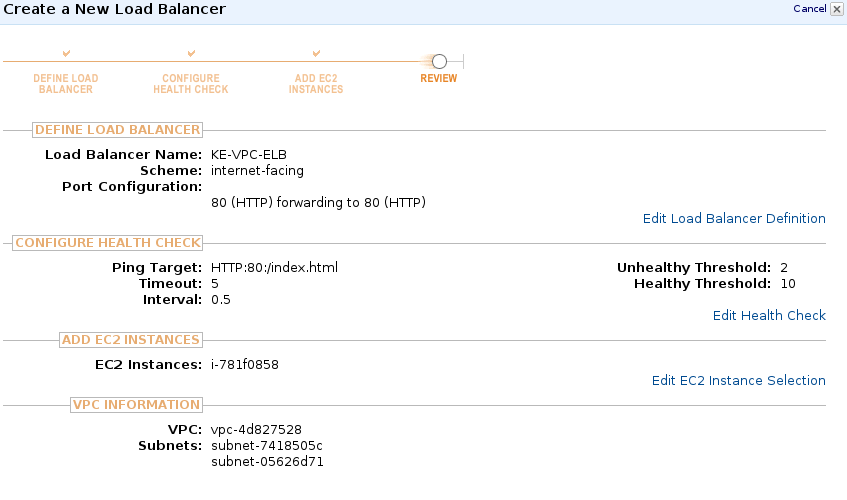 Create a New Load Balancer
Cancel
DEFINE LOAD BALANCER
CONFIGURE HEALTH CHECK
ADD EC2 INSTANCES
REVIEW
DEFINE LOAD BALANCER
Load Balancer Name: KE-VPC-ELB
Scheme: internet-facing
Port Configuration:
80 (HTTP) forwarding to 80 (HTTP)
Edit Load Balancer Definition
CONFIGURE HEALTH CHECK
Ping Target: HTTP:80:/index.html Unhealthy Threshold: 2
Timeout: 5 Healthy Threshold: 10
Interval: 0.5
Edit Health Check
ADD EC2 INSTANCES
EC2 Instances: i-781f0858
Edit EC2 Instance Selection
VPC INFORMATION
VPC: vpc-4d827528
Subnets: subnet-7418505c
subnet-05626d71